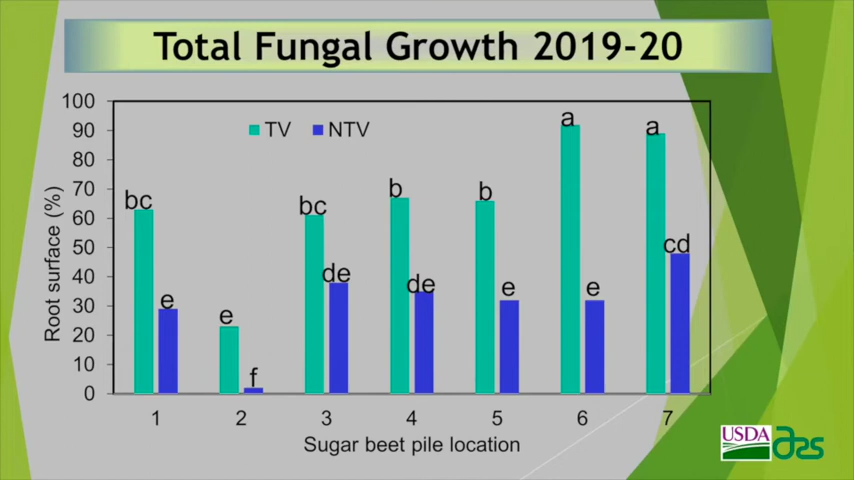 Total Fungal Growth 2019-20
100
90
80
70
60
50
40
30
20
10
0
Root surface (%)
TV NTV
bc e e f bc de b de b e a e a cd
1 2 3 4 5 6 7
Sugar beet pile location
USDA ars